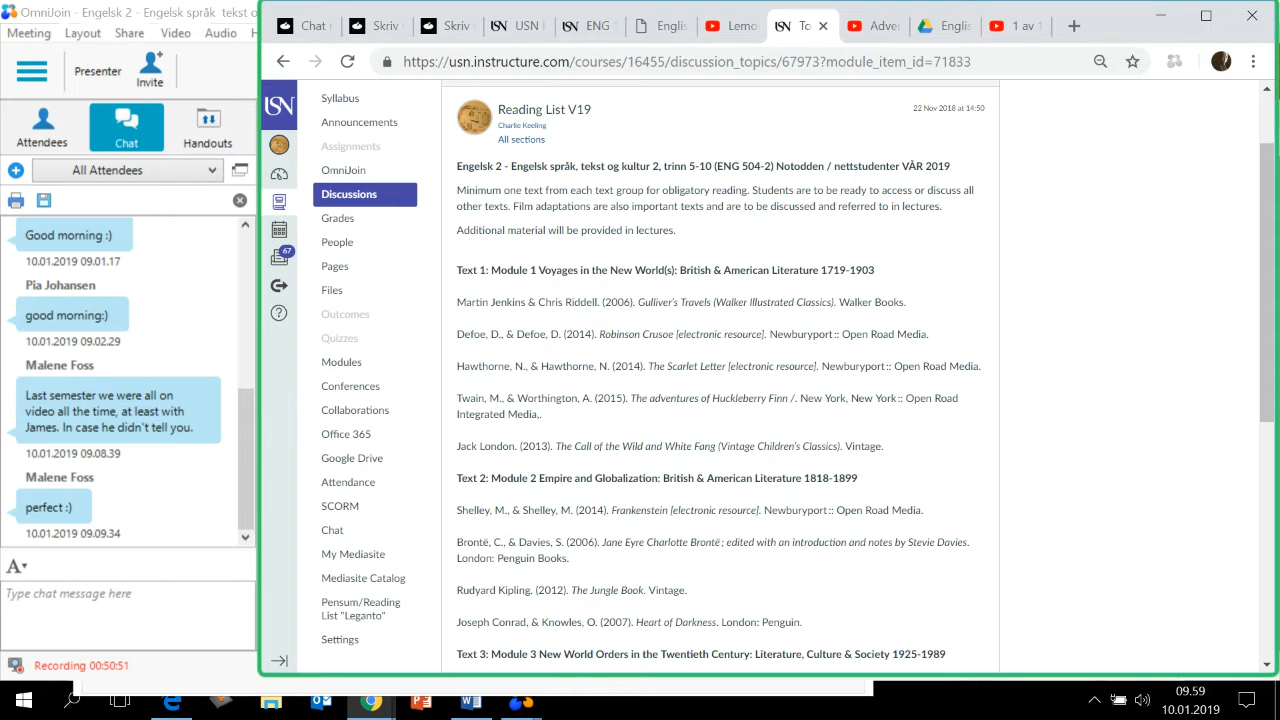 OmniJoin - Engelsk 2 - Engelsk språk, tekst og
Meeting Layout Share Video Audio
Presenter
Invite
Attendees
Chat
Handouts
All Attendees
Good morning :)
10.01.2019 09.01.17
Pia Johansen
good morning:)
10.01.2019 09.02.29
Malene Foss
Last semester we were all on
video all the time, at least with
James. In case he didn't tell you.
10.01.2019 09.08.39
Malene Foss
perfect :)
10.01.2019 09.09.34
A
Type chat message here
Recording 00:50:51
Chat Skriv Skriv USN ENG Englis Lemo To Adve Englis 1 av
https://usn.instructure.com/courses/16455/discussion_topics/67973?module_item_id=71833
USN
67
Syllabus
Announcements
Assignments
OmniJoin
Discussions
Grades
People
Pages
Files
Outcomes
Quizzes
Modules
Conferences
Collaborations
Office 365
Google Drive
Attendance
SCORM
Chat
My Mediasite
Mediasite Catalog
Pensum/Reading
List "Leganto"
Settings
Reading List V19
22 Nov 2018 at 14:50
Charlie Keeling
All sections
Engelsk 2 - Engelsk språk, tekst og kultur 2, trinn 5-10 (ENG 504-2) Notodden / nettstudenter VÅR 2019
Minimum one text from each text group for obligatory reading. Students are to be ready to access or discuss all
other texts. Film adaptations are also important texts and are to be discussed and referred to in lectures.
Additional material will be provided in lectures.
Text 1: Module 1 Voyages in the New World(s): British & American Literature 1719-1903
Martin Jenkins & Chris Riddell. (2006). Gulliver's Travels (Walker Illustrated Classics). Walker Books.
Defoe, D., & Defoe, D. (2014). Robinson Crusoe [electronic resource]. Newburyport :: Open Road Media.
Hawthorne, N., & Hawthorne, N. (2014). The Scarlet Letter [electronic resource]. Newburyport :: Open Road Media.
Twain, M., & Worthington, A. (2015). The adventures of Huckleberry Finn /. New York, New York :: Open Road
Integrated Media,.
Jack London. (2013). The Call of the Wild and White Fang (Vintage Children's Classics). Vintage.
Text 2: Module 2 Empire and Globalization: British & American Literature 1818-1899
Shelley, M., & Shelley, M. (2014). Frankenstein [electronic resource]. Newburyport :: Open Road Media.
Brontë, C., & Davies, S. (2006). Jane Eyre Charlotte Brontë ; edited with an introduction and notes by Stevie Davies.
London: Penguin Books.
Rudyard Kipling. (2012). The Jungle Book. Vintage.
Joseph Conrad, & Knowles, O. (2007). Heart of Darkness. London: Penguin.
Text 3: Module 3 New World Orders in the Twentieth Century: Literature, Culture & Society 1925-1989
09.59
10.01.2019